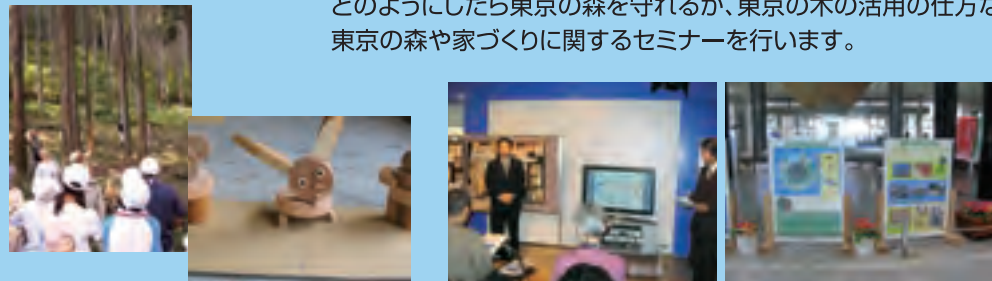 どのようにしたら東京の森を守れるか、東京の木の活用の仕方な
東京の森や家づくりに関するセミナーを行います。